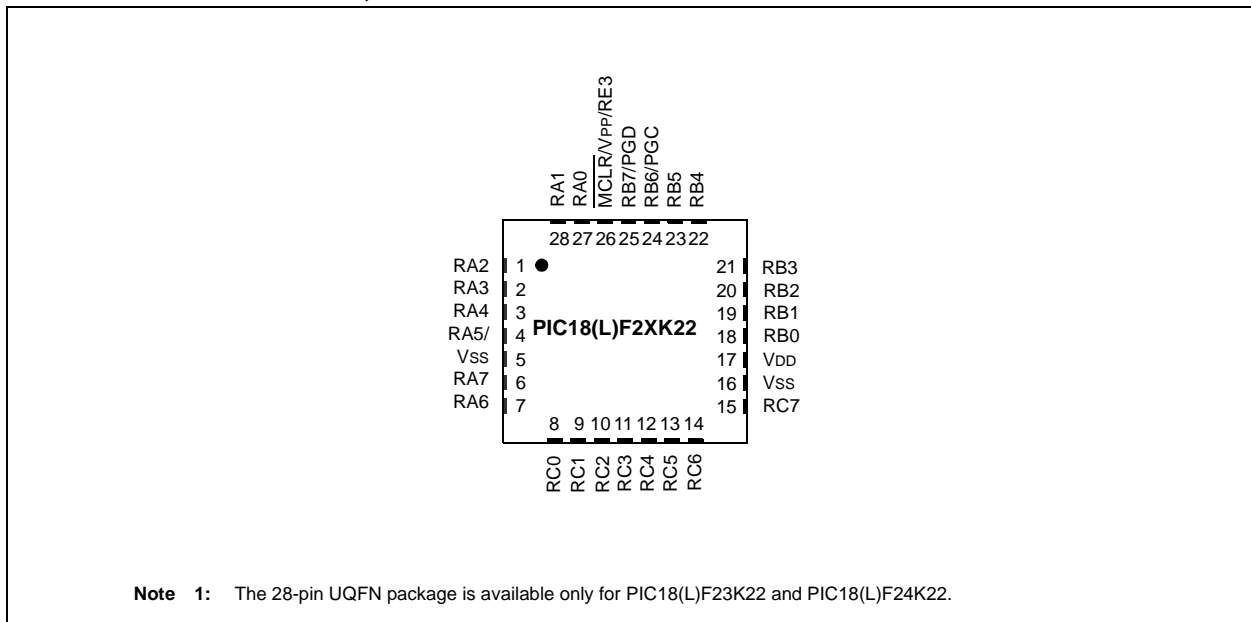 RA1
RA0
MCLR/VPP/RE3
RB7/PGD
RB6/PGC
RB5
RB4
28 27 26 25 24 23 22
RA2 1
RA3 2
RA4 3
RA5/ 4
VSS 5
RA7 6
RA6 7
PIC18(L)F2XK22
21 RB3
20 RB2
19 RB1
18 RB0
17 VDD
16 VSS
15 RC7
8 9 10 11 12 13 14
RC0
RC1
RC2
RC3
RC4
RC5
RC6
Note 1: The 28-pin UQFN package is available only for PIC18(L)F23K22 and PIC18(L)F24K22.